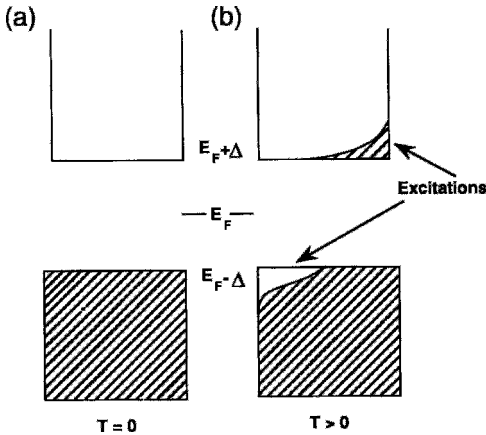 (a) (b)
E_F+Δ
Excitations
E_F
E_F-Δ
T = 0 T > 0